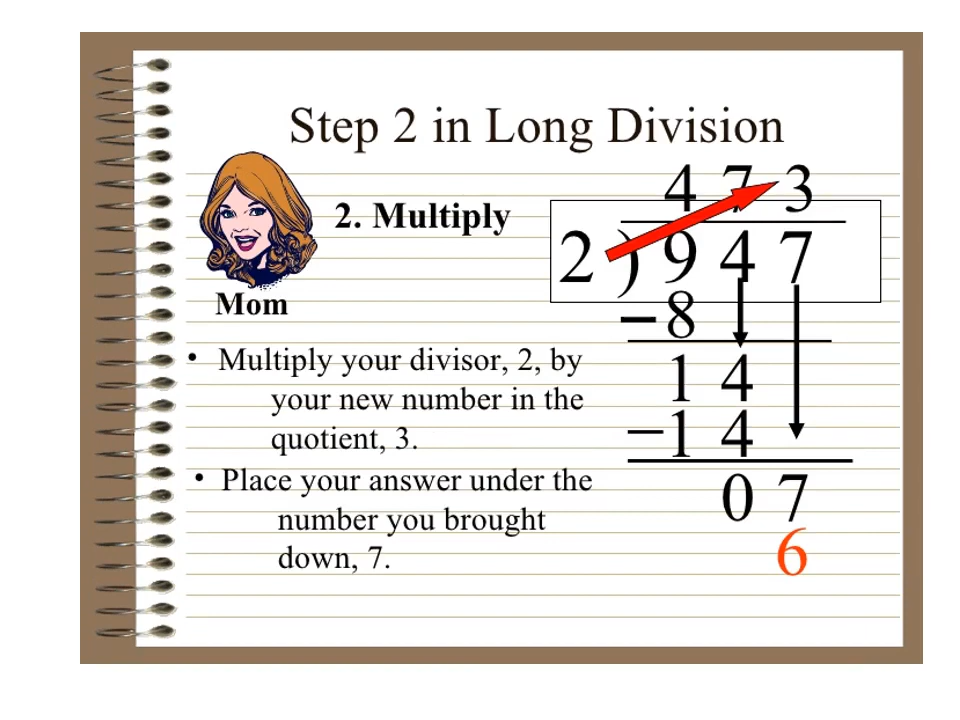 Step 2 in Long Division
2. Multiply
Mom
• Multiply your divisor, 2, by
your new number in the
quotient, 3.
• Place your answer under the
number you brought
down, 7.
4 7 3
2 ) 9 4 7
−8
1 4
−1 4
0 7
6